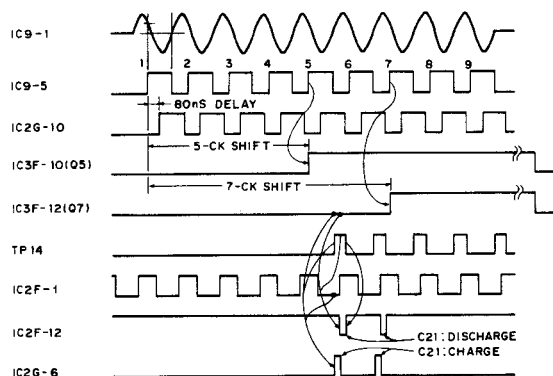 IC9-1
1 2 3 4 5 6 7 8 9
IC9-5
80nS DELAY
IC2G-10
5-CK SHIFT
IC3F-10(Q5)
7-CK SHIFT
IC3F-12(Q7)
TP14
IC2F-1
IC2F-12
C21:DISCHARGE
C21:CHARGE
IC2G-6